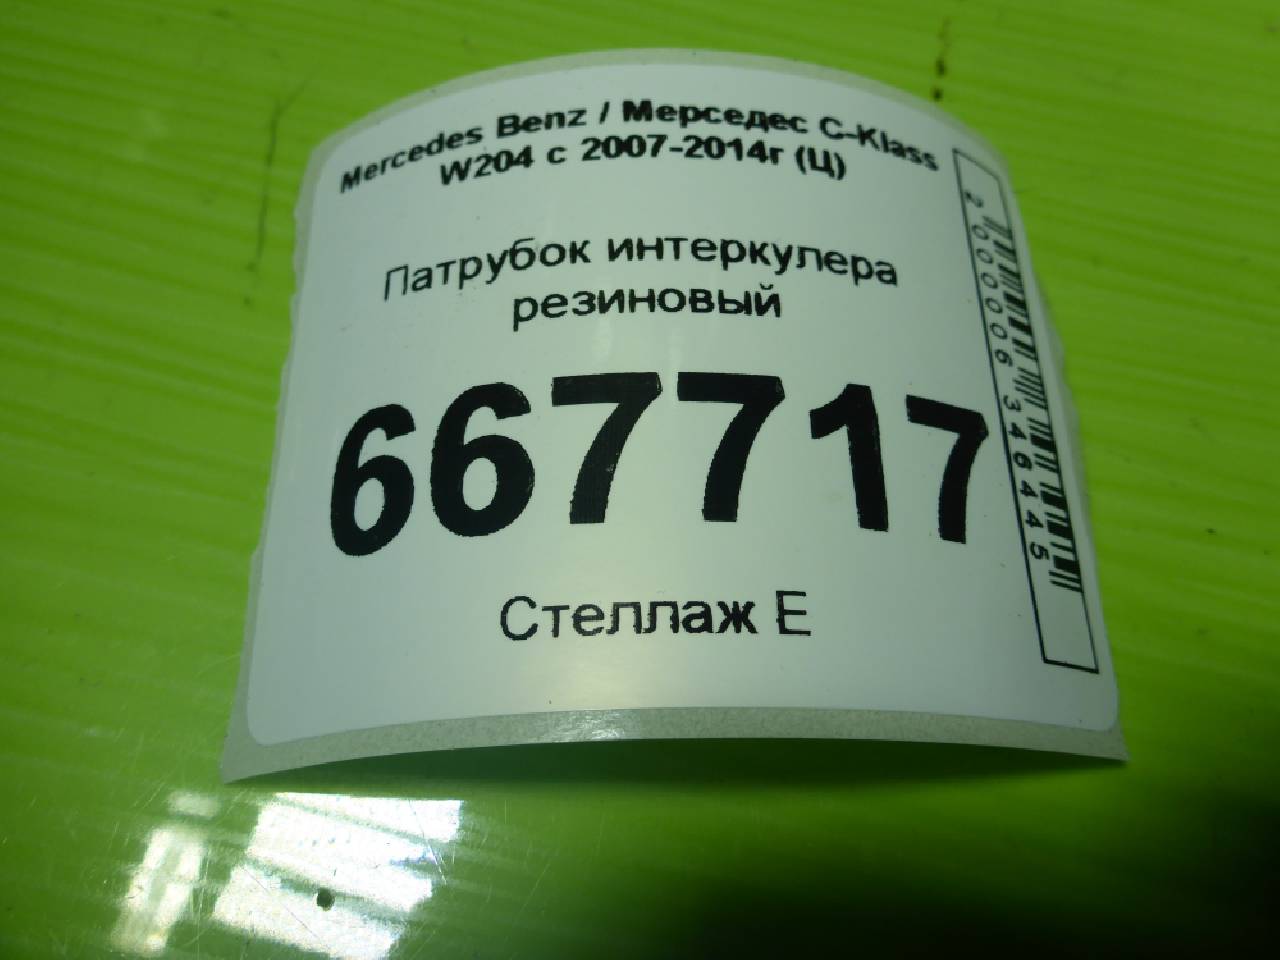 Mercedes Benz / Мерседес C-Klass
W204 с 2007-2014г (Ц)
Патрубок интеркулера
резиновый
667717
Стеллаж Е
2000006346445